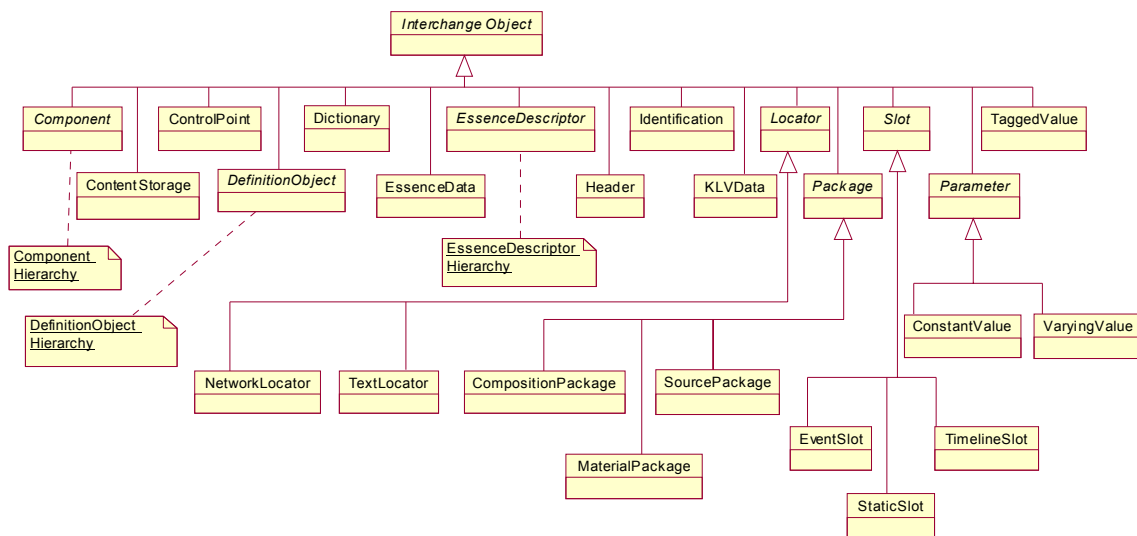 Interchange Object
Component
ControlPoint
Dictionary
EssenceDescriptor
Identification
Locator
Slot
TaggedValue
ContentStorage
DefinitionObject
EssenceData
Header
KLVData
Package
Parameter
Component
Hierarchy
EssenceDescriptor
Hierarchy
DefinitionObject
Hierarchy
ConstantValue
VaryingValue
NetworkLocator
TextLocator
CompositionPackage
SourcePackage
EventSlot
TimelineSlot
MaterialPackage
StaticSlot